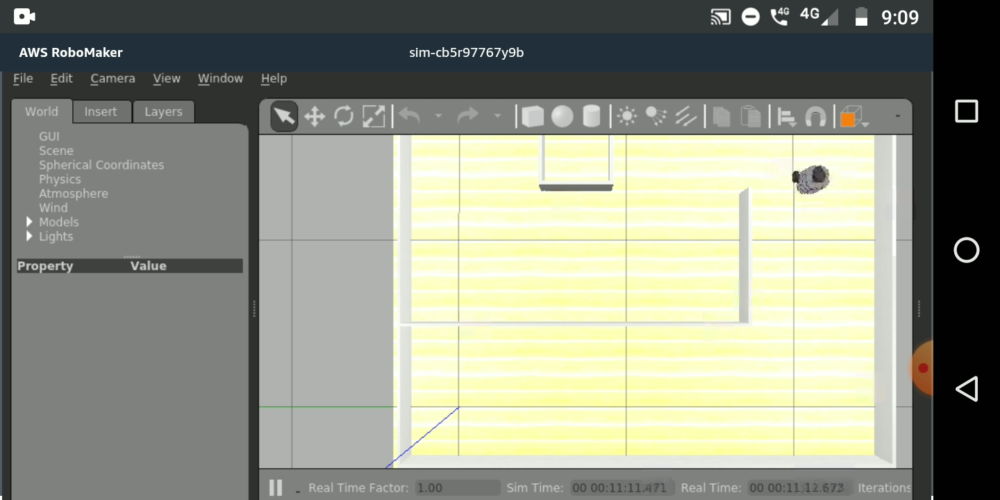 4G 4G 9:09
AWS RoboMaker sim-cb5r97767y9b
File Edit Camera View Window Help
World Insert Layers
GUI
Scene
Spherical Coordinates
Physics
Atmosphere
Wind
Models
Lights
Property Value
Real Time Factor: 1.00 Sim Time: 00 00:11:11.471 Real Time: 00 00:11:12.673 Iterations